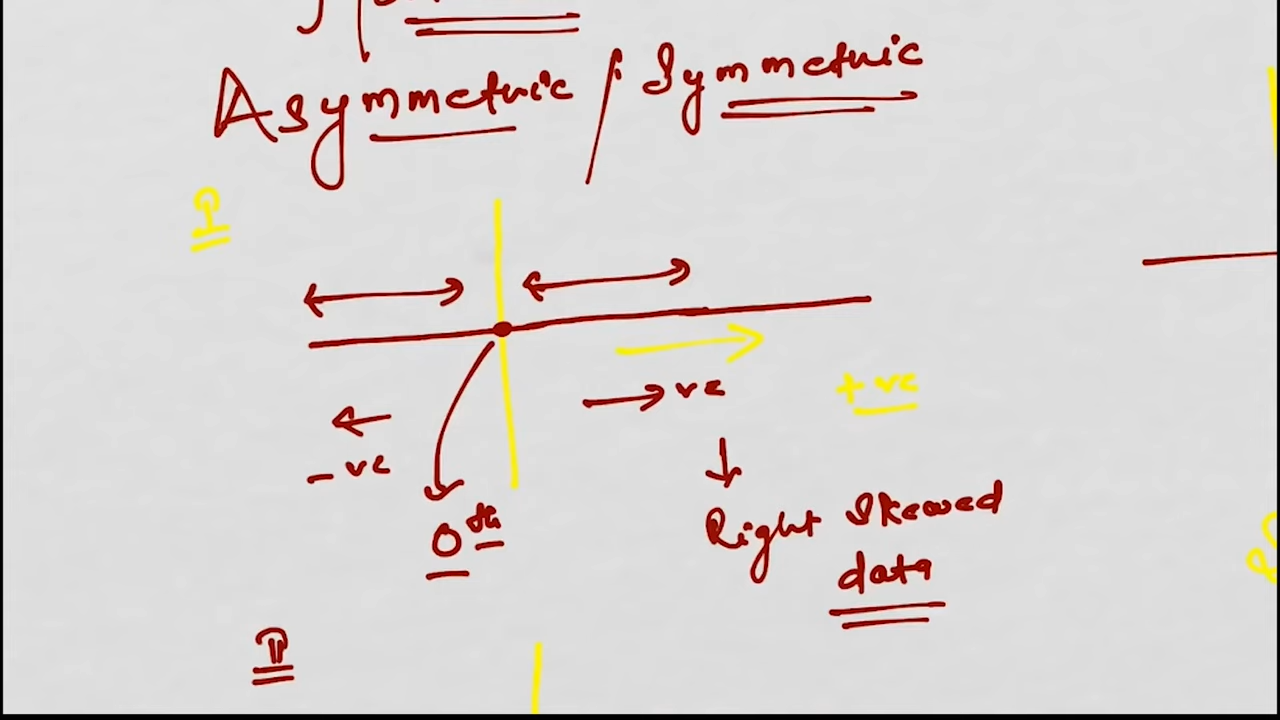 Asymmetric / Symmetric
I
→ ve
+ ve
- ve
Right Skewed
0th
data
II